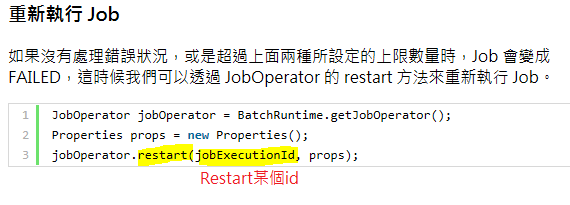 重新執行 Job
如果沒有處理錯誤狀況，或是超過上面兩種所設定的上限數量時，Job 會變成
FAILED，這時候我們可以透過 JobOperator 的 restart 方法來重新執行 Job。
1 JobOperator jobOperator = BatchRuntime.getJobOperator();
2 Properties props = new Properties();
3 jobOperator.restart(jobExecutionId, props);
Restart某個id